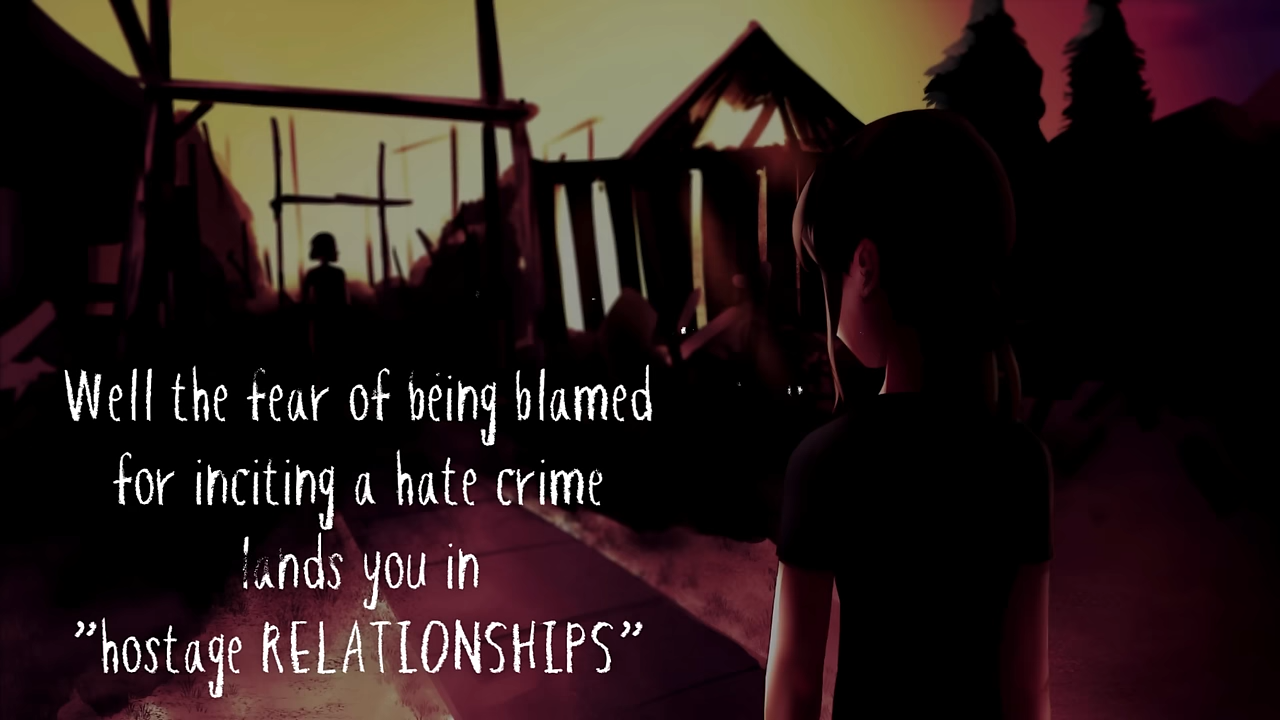 Well the fear of being blamed
for inciting a hate crime
lands you in
"hostage RELATIONSHIPS"